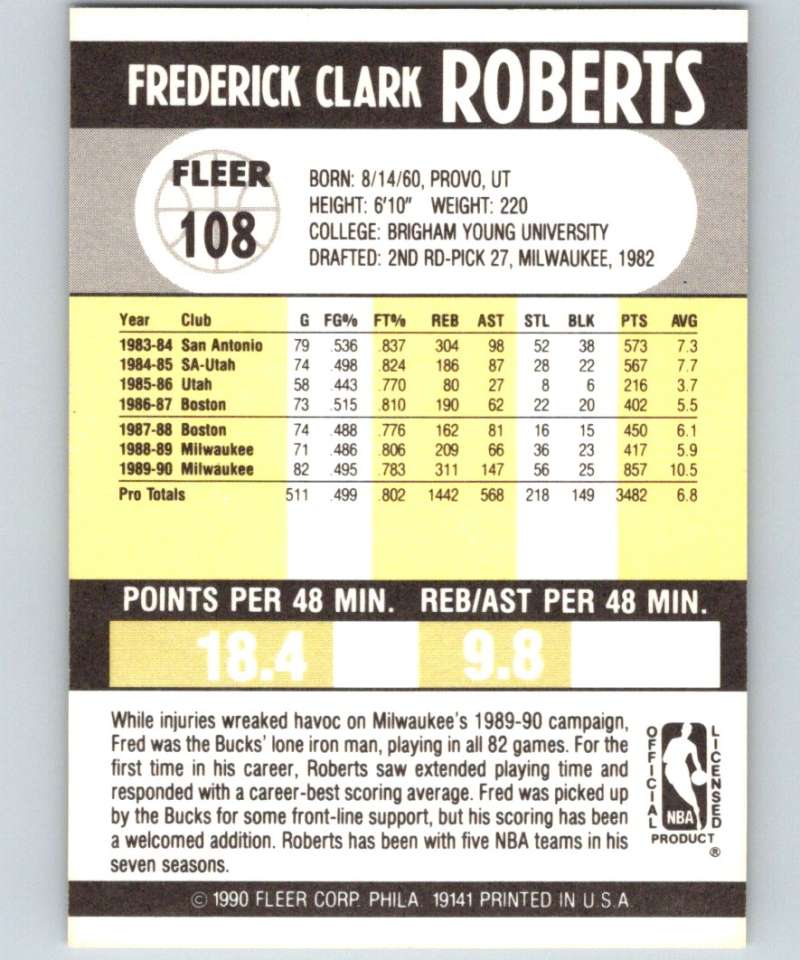 FREDERICK CLARK ROBERTS
FLEER
108
BORN: 8/14/60, PROVO, UT
HEIGHT: 6'10" WEIGHT: 220
COLLEGE: BRIGHAM YOUNG UNIVERSITY
DRAFTED: 2ND RD-PICK 27, MILWAUKEE, 1982
Year Club G FG% FT% REB AST STL BLK PTS AVG
1983-84 San Antonio 79 .536 .837 304 98 52 38 573 7.3
1984-85 SA-Utah 74 .498 .824 186 87 28 22 567 7.7
1985-86 Utah 58 .443 .770 80 27 8 6 216 3.7
1986-87 Boston 73 .515 .810 190 62 22 20 402 5.5
1987-88 Boston 74 .488 .776 162 81 16 15 450 6.1
1988-89 Milwaukee 71 .486 .806 209 66 36 23 417 5.9
1989-90 Milwaukee 82 .495 .783 311 147 56 25 857 10.5
Pro Totals 511 .499 .802 1442 568 218 149 3482 6.8
POINTS PER 48 MIN. REB/AST PER 48 MIN.
18.4 9.8
While injuries wreaked havoc on Milwaukee's 1989-90 campaign,
Fred was the Bucks' lone iron man, playing in all 82 games. For the
first time in his career, Roberts saw extended playing time and
responded with a career-best scoring average. Fred was picked up
by the Bucks for some front-line support, but his scoring has been
a welcomed addition. Roberts has been with five NBA teams in his
seven seasons.
OFFICIAL
NBA
LICENSED
PRODUCT
®
© 1990 FLEER CORP. PHILA. 19141 PRINTED IN U.S.A.